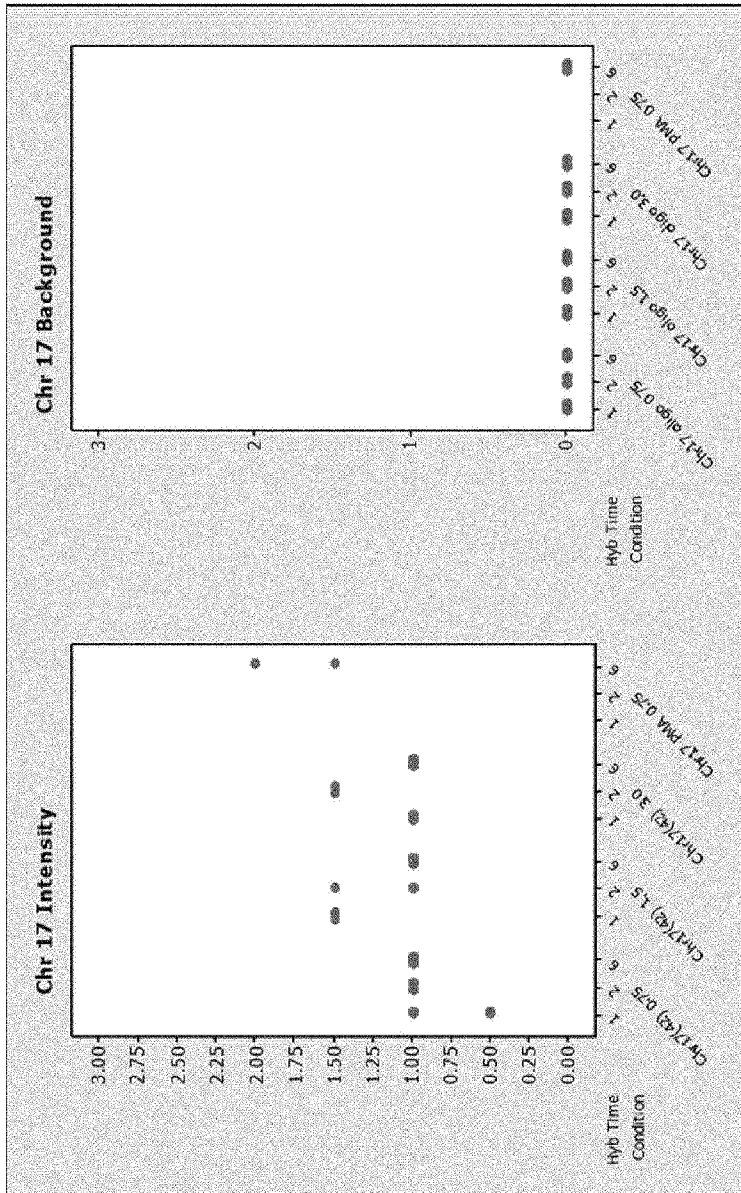 Chr 17 Intensity
3.00
2.75
2.50
2.25
2.00
1.75
1.50
1.25
1.00
0.75
0.50
0.25
0.00
Hyb Time 1 2 6 1 2 6 1 2 6 1 2 6
Condition Chr17(42) 0.75 Chr17(42) 1.5 Chr17(42) 3.0 Chr17 PMA 0.75
Chr 17 Background
3
2
1
0
Hyb Time 1 2 6 1 2 6 1 2 6 1 2 6
Condition Chr17 oligo 0.75 Chr17 oligo 1.5 Chr17 oligo 3.0 Chr17 PMA 0.75